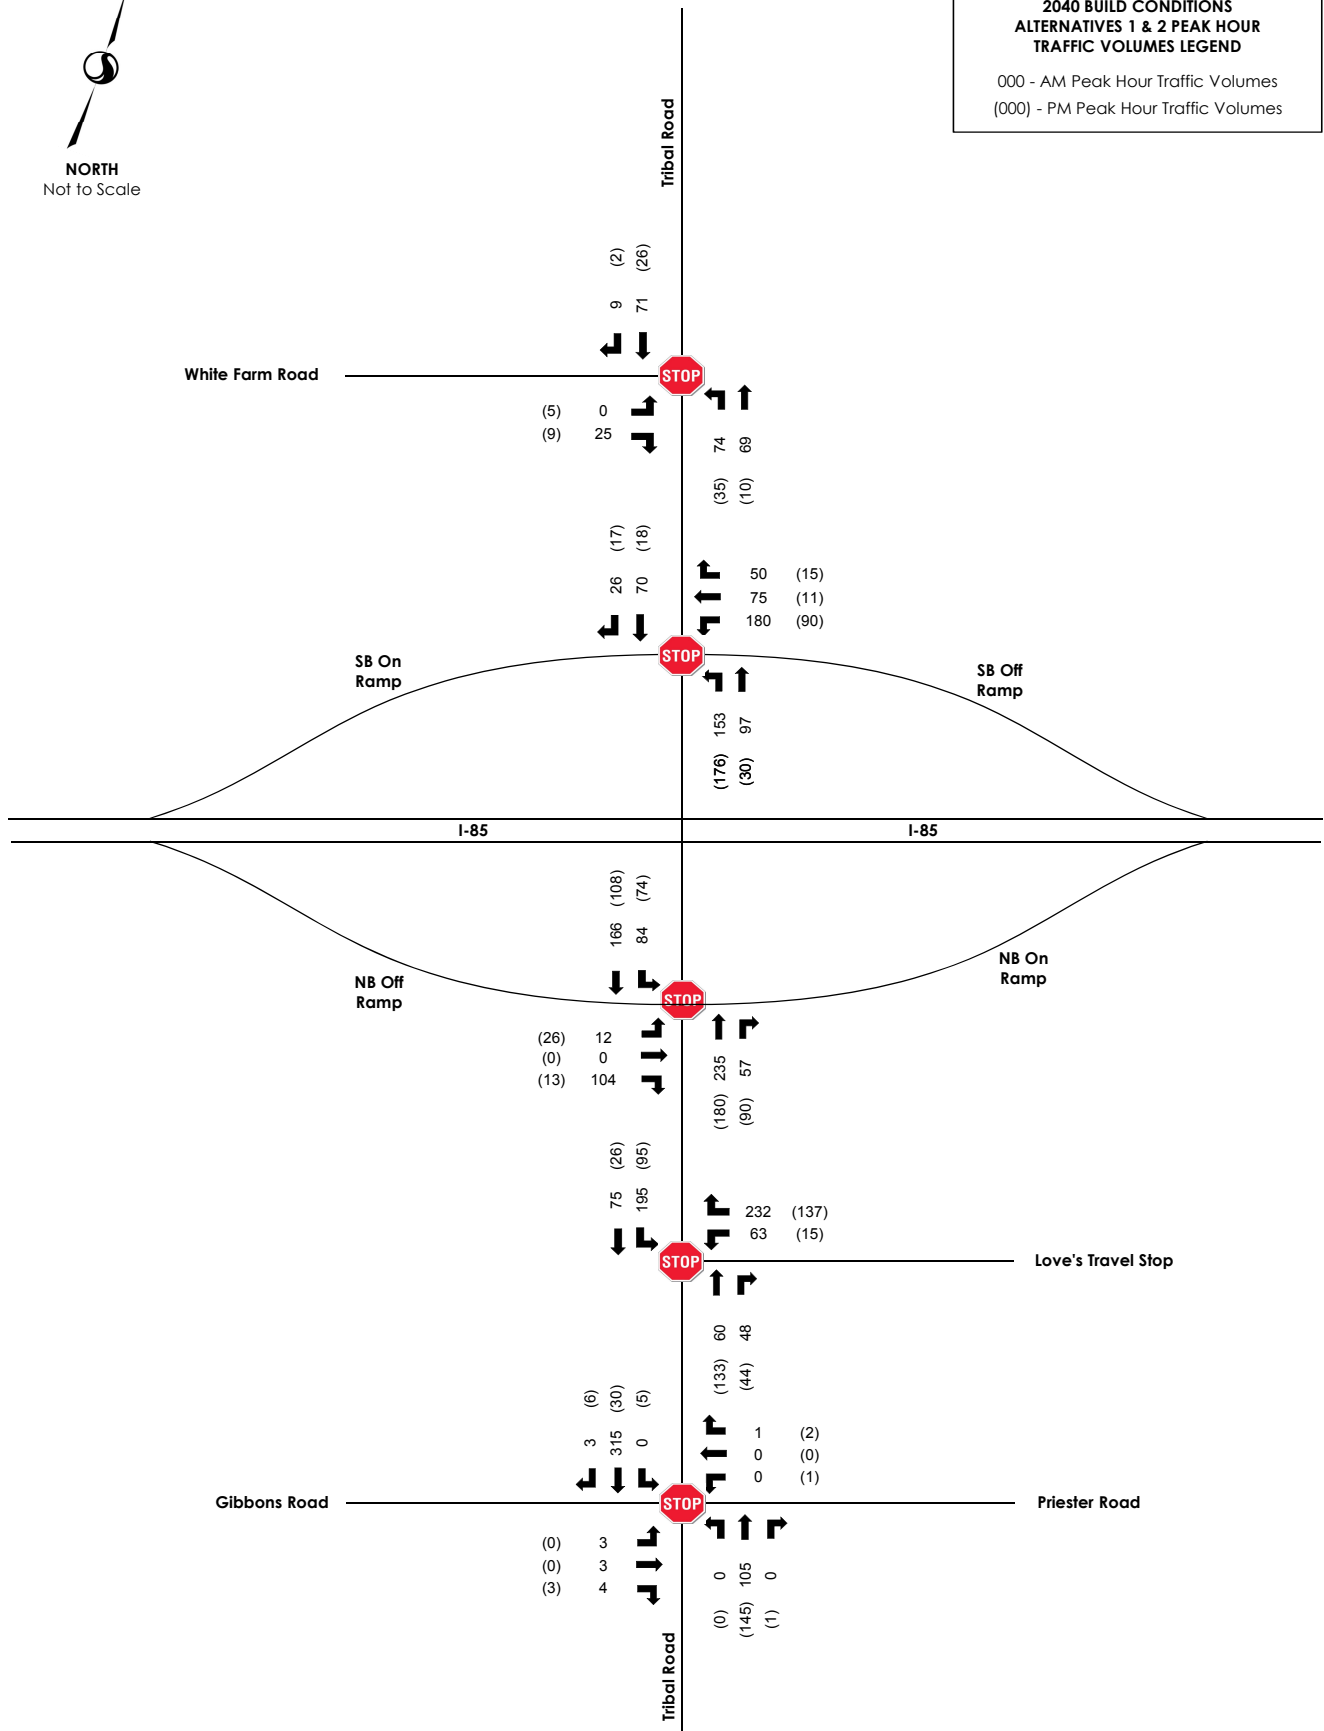 2040 BUILD CONDITIONS
ALTERNATIVES 1 & 2 PEAK HOUR
TRAFFIC VOLUMES LEGEND
000 - AM Peak Hour Traffic Volumes
(000) - PM Peak Hour Traffic Volumes
NORTH
Not to Scale
Tribal Road
(2) (26)
9 71
White Farm Road
STOP
(5) 0
(9) 25
74 69
(35) (10)
(17) (18)
26 70
50 (15)
75 (11)
180 (90)
STOP
SB On
Ramp
SB Off
Ramp
153 97
(176) (30)
I-85
I-85
(108) (74)
166 84
NB Off
Ramp
NB On
Ramp
STOP
(26) 12
(0) 0
(13) 104
235 57
(180) (90)
(26) (95)
75 195
232 (137)
63 (15)
STOP
Love's Travel Stop
60 48
(133) (44)
(6) (30) (5)
3 315 0
1 (2)
0 (0)
0 (1)
Gibbons Road
STOP
Priester Road
(0) 3
(0) 3
(3) 4
0 105 0
(0) (145) (1)
Tribal Road